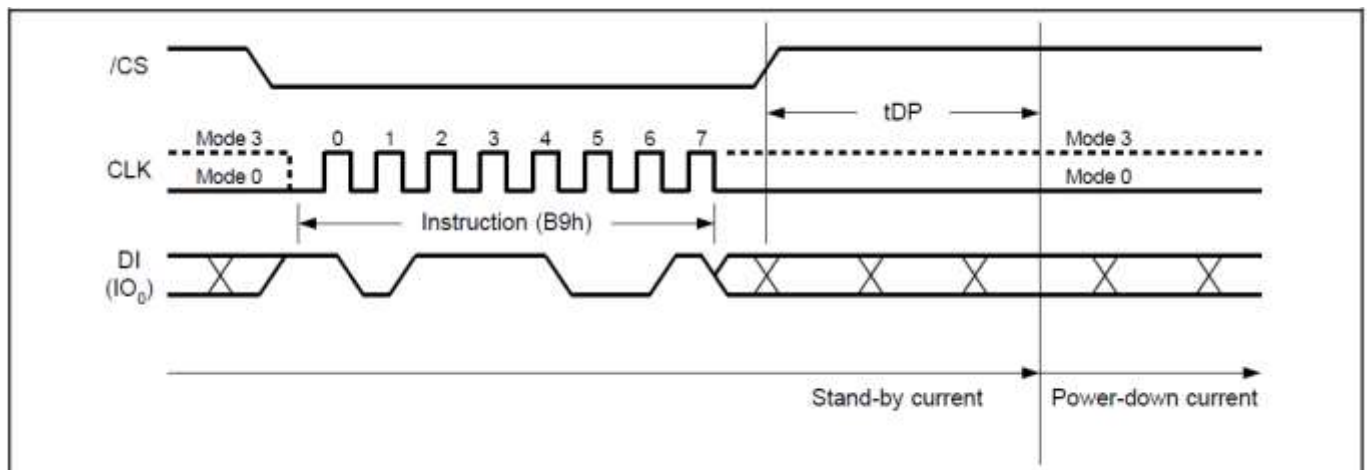 /CS
tDP
Mode 3
0 1 2 3 4 5 6 7
Mode 3
CLK
Mode 0
Mode 0
Instruction (B9h)
DI
(IO₀)
Stand-by current
Power-down current